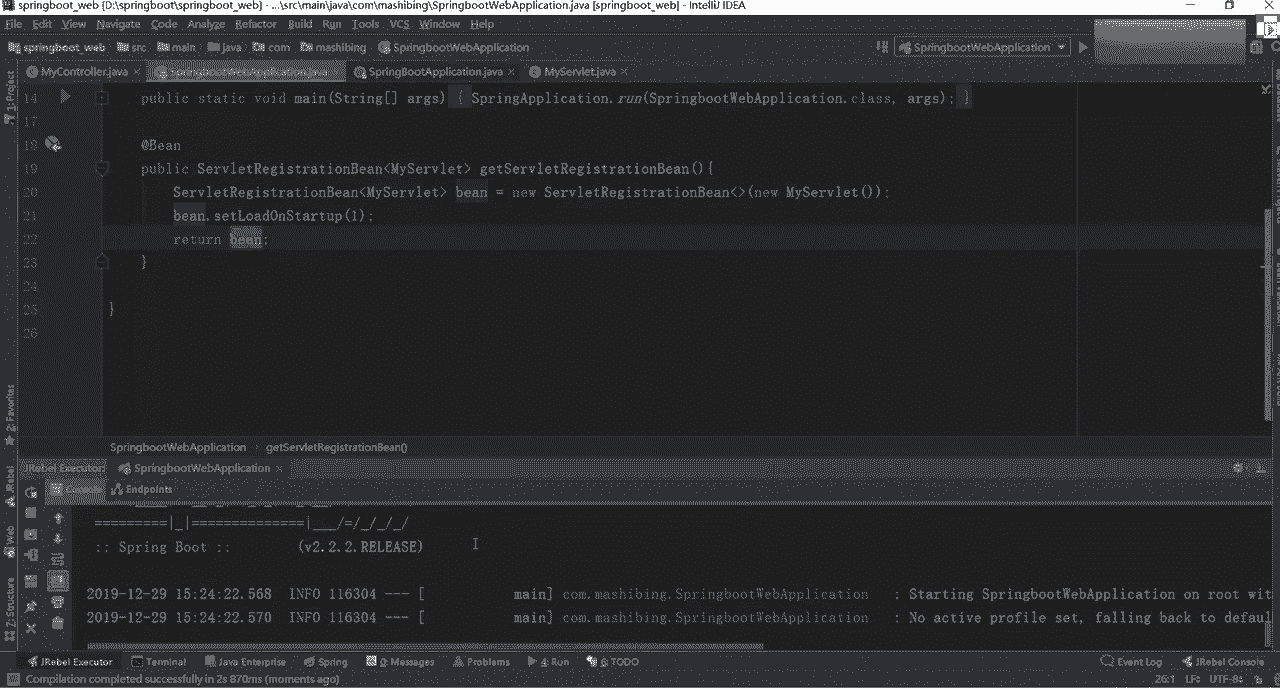 springboot_web [D:\springboot\springboot_web] - ...\src\main\java\com\mashibing\SpringbootWebApplication.java [springboot_web] - IntelliJ IDEA
File Edit View Navigate Code Analyze Refactor Build Run Tools VCS Window Help
springboot_web src main java com mashibing SpringbootWebApplication SpringbootWebApplication
MyController.java SpringbootWebApplication.java SpringBootApplication.java MyServlet.java
1: Project
14 public static void main(String[] args) { SpringApplication.run(SpringbootWebApplication.class, args); }
17
18 @Bean
19 public ServletRegistrationBean<MyServlet> getServletRegistrationBean(){
20 ServletRegistrationBean<MyServlet> bean = new ServletRegistrationBean<>(new MyServlet());
21 bean.setLoadOnStartup(1);
22 return bean;
23 }
24
25 }
26
2: Favorites
JRebel
Web
Z: Structure
SpringbootWebApplication › getServletRegistrationBean()
JRebel Executor: SpringbootWebApplication
Console Endpoints
=========|_|==============|___/=/_/_/_/
:: Spring Boot :: (v2.2.2.RELEASE)
2019-12-29 15:24:22.568 INFO 116304 --- [ main] com.mashibing.SpringbootWebApplication : Starting SpringbootWebApplication on root wit
2019-12-29 15:24:22.570 INFO 116304 --- [ main] com.mashibing.SpringbootWebApplication : No active profile set, falling back to defaul
JRebel Executor Terminal Java Enterprise Spring 0: Messages Problems 4: Run 6: TODO Event Log JRebel Console
Compilation completed successfully in 2s 870ms (moments ago) 26:1 LF: UTF-8: